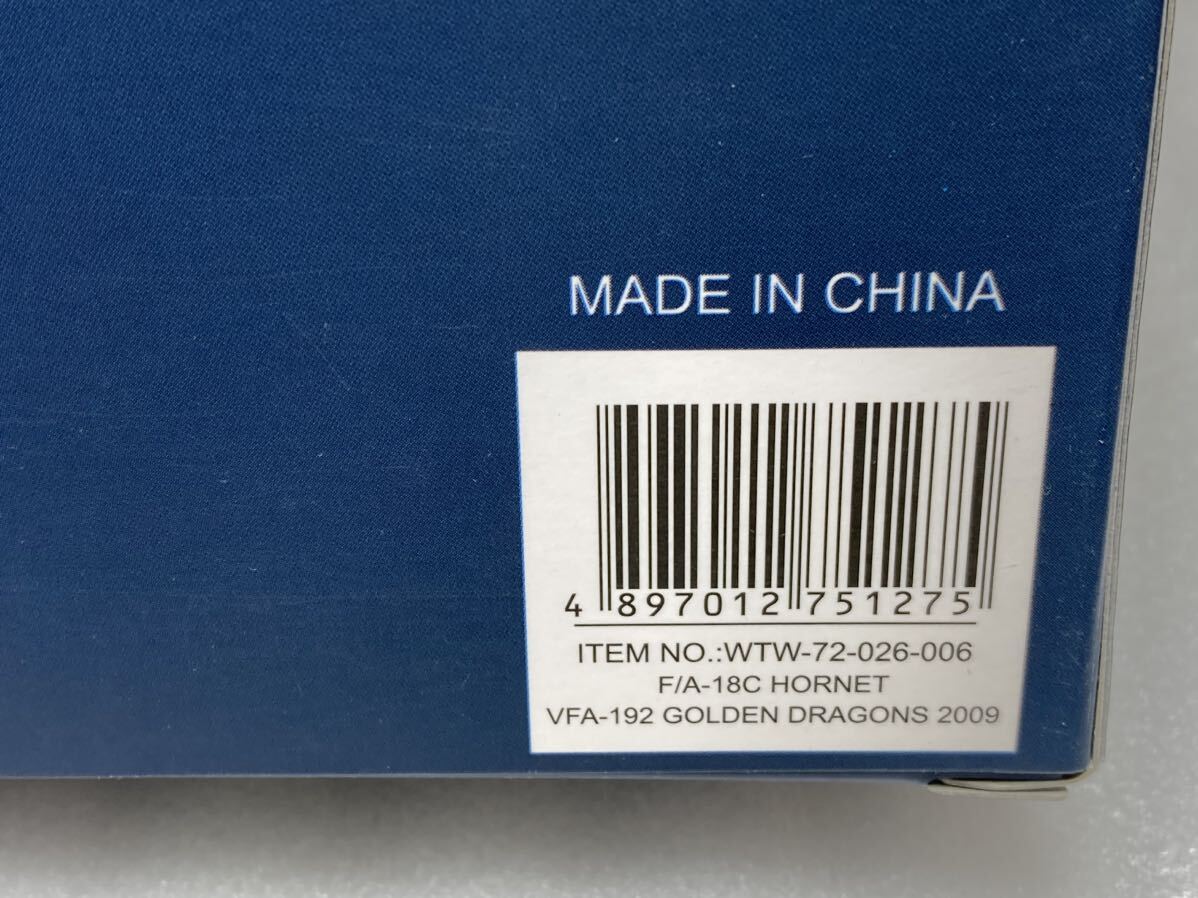 MADE IN CHINA
4 897012 751275
ITEM NO.:WTW-72-026-006
F/A-18C HORNET
VFA-192 GOLDEN DRAGONS 2009